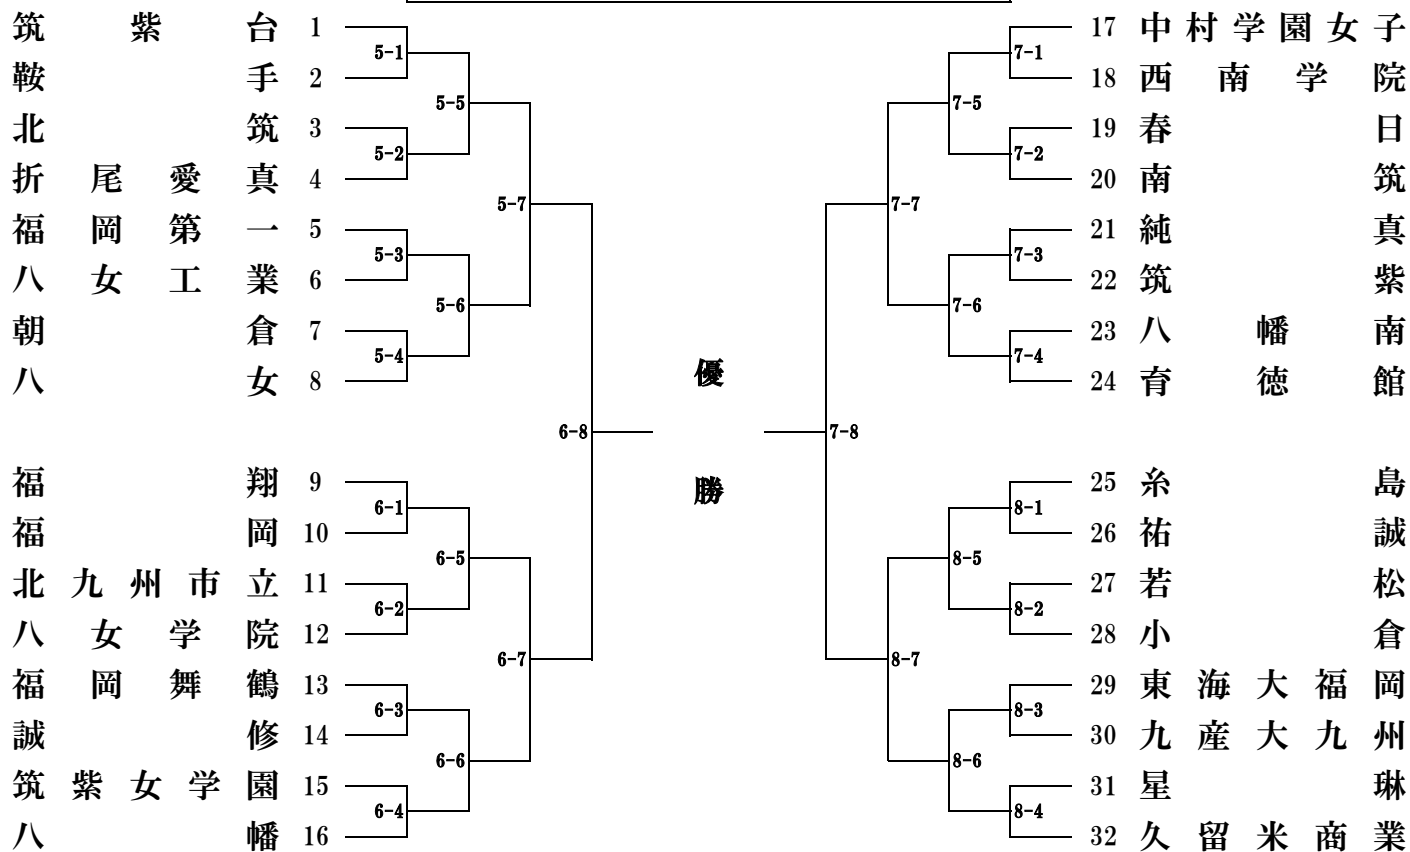 筑紫台 1
鞍手 2
北筑 3
折尾愛真 4
福岡第一 5
八女工業 6
朝倉 7
八女 8
福翔 9
福岡 10
北九州市立 11
八女学院 12
福岡舞鶴 13
誠修 14
筑紫女学園 15
八幡 16
5-1
5-2
5-3
5-4
6-1
6-2
6-3
6-4
5-5
5-6
6-5
6-6
5-7
6-7
6-8
優勝
7-8
7-7
8-7
7-5
7-6
8-5
8-6
7-1
7-2
7-3
7-4
8-1
8-2
8-3
8-4
17 中村学園女子
18 西南学院
19 春日
20 南筑
21 純真
22 筑紫
23 八幡南
24 育徳館
25 糸島
26 祐誠
27 若松
28 小倉
29 東海大福岡
30 九産大九州
31 星琳
32 久留米商業